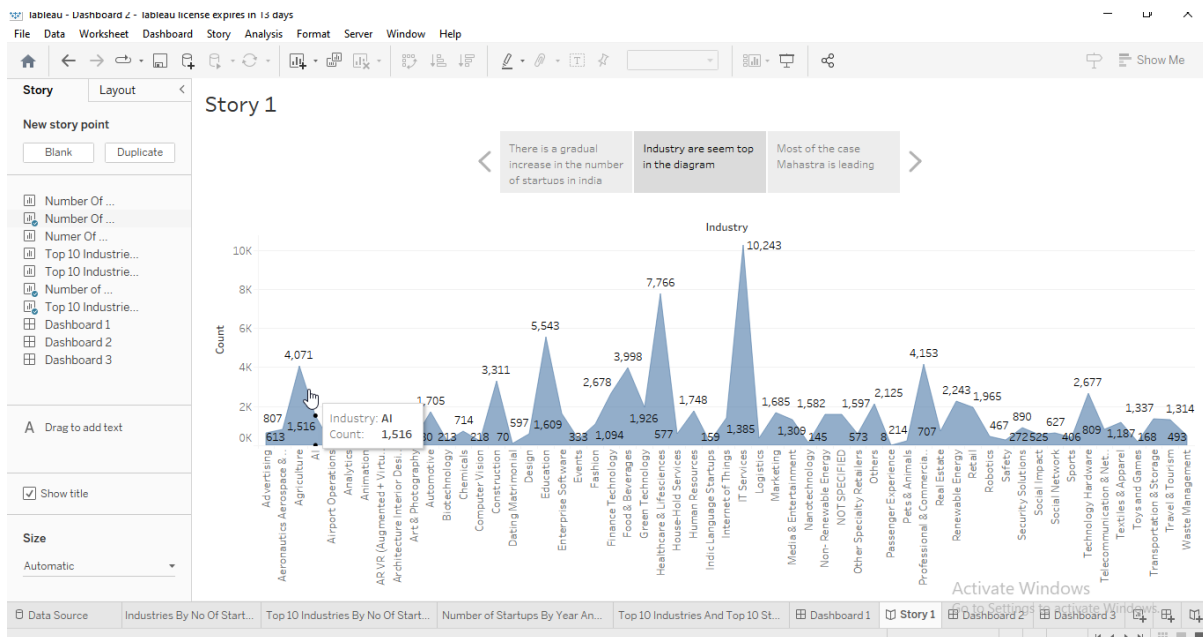 Tableau - Dashboard 2 - Tableau license expires in 13 days
File Data Worksheet Dashboard Story Analysis Format Server Window Help
Show Me
Story Layout
New story point
Blank Duplicate
Number Of ...
Number Of ...
Numer Of ...
Top 10 Industrie...
Top 10 Industrie...
Number of ...
Top 10 Industrie...
Dashboard 1
Dashboard 2
Dashboard 3
A Drag to add text
Show title
Size
Automatic
Story 1
There is a gradual
increase in the number
of startups in india
Industry are seem top
in the diagram
Most of the case
Mahastra is leading
Industry
Count
10K
8K
6K
4K
2K
0K
10,243
7,766
5,543
4,071
3,998
4,153
3,311
2,678
2,677
2,125
2,243
1,965
1,705
1,748
1,685
1,582
1,597
1,337
1,314
807
714
597
467
890
627
613
1,516
213
218
70
1,609
333
1,094
1,926
577
159
1,385
1,309
145
573
8
214
707
272
525
406
809
1,187
168
493
Industry: AI
Count: 1,516
Advertising
Aeronautics Aerospace & ..
Agriculture
AI
Airport Operations
Analytics
Animation
AR VR (Augmented + Virtu..
Architecture Interior Desi..
Art & Photography
Automotive
Biotechnology
Chemicals
Computer Vision
Construction
Dating Matrimonial
Design
Education
Enterprise Software
Events
Fashion
Finance Technology
Food & Beverages
Green Technology
Healthcare & Lifesciences
House-Hold Services
Human Resources
Indic Language Startups
Internet of Things
IT Services
Logistics
Marketing
Media & Entertainment
Nanotechnology
Non-Renewable Energy
NOT SPECIFIED
Other Specialty Retailers
Others
Passenger Experience
Pets & Animals
Professional & Commercia..
Real Estate
Renewable Energy
Retail
Robotics
Safety
Security Solutions
Social Impact
Social Network
Sports
Technology Hardware
Telecommunication & Net..
Textiles & Apparel
Toys and Games
Transportation & Storage
Travel & Tourism
Waste Management
Activate Windows
Go to Settings to activate Windows.
Data Source Industries By No Of Start... Top 10 Industries By No Of Start... Number of Startups By Year An... Top 10 Industries And Top 10 St... Dashboard 1 Story 1 Dashboard 2 Dashboard 3